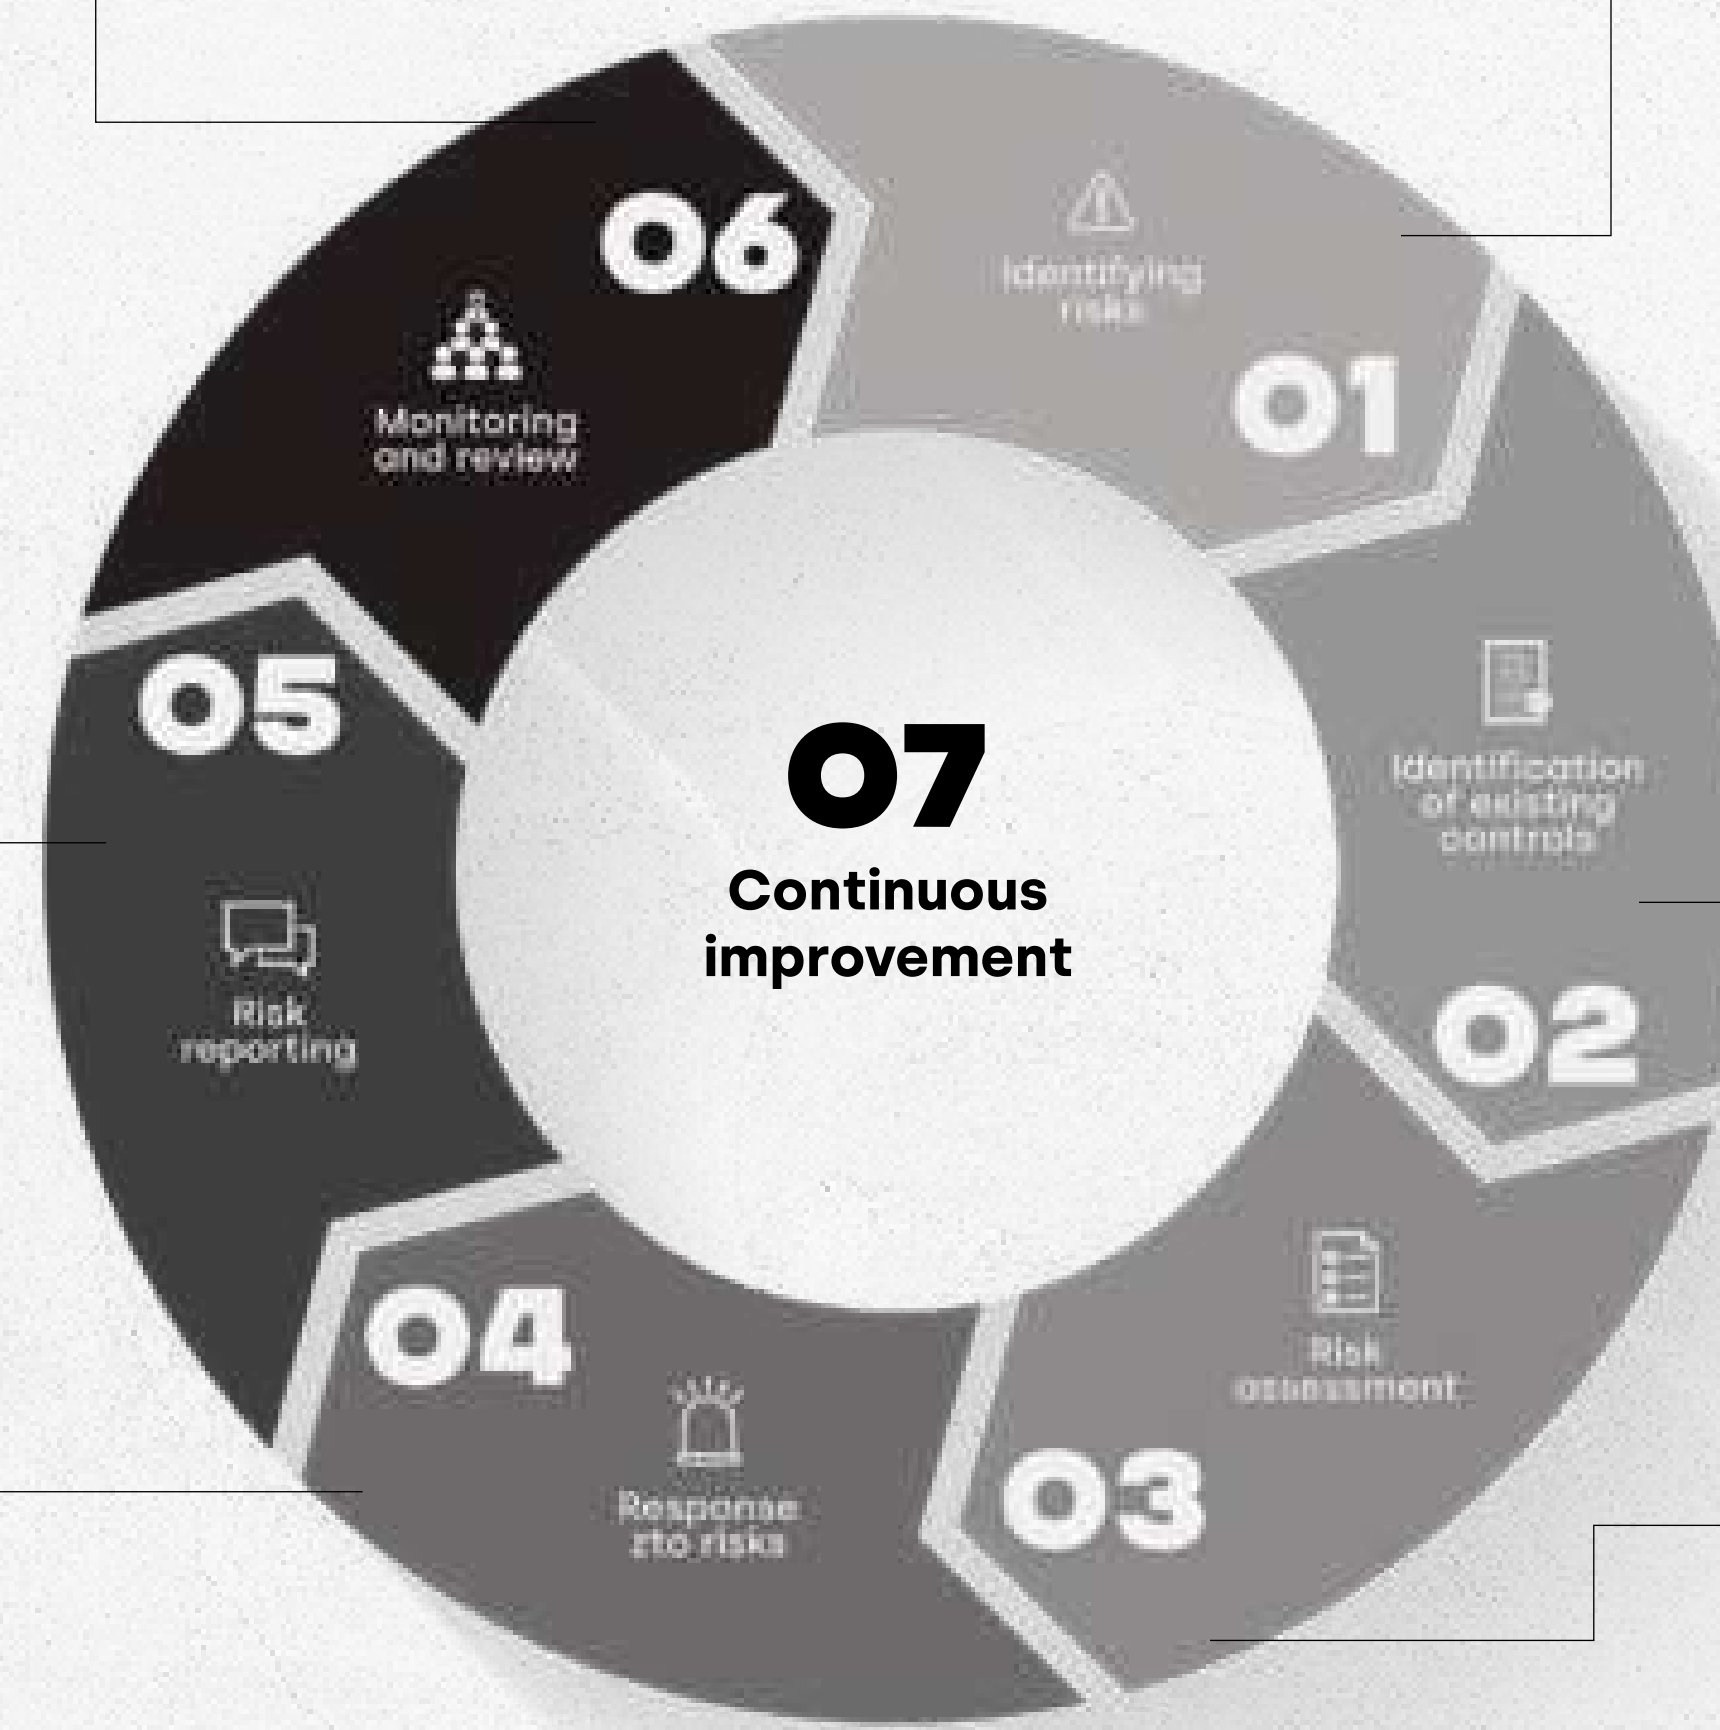 Identifying
risks
01
Identification
of existing
controls
02
Risk
assessment
03
04
Response
zto risks
05
Risk
reporting
06
Monitoring
and review
07
Continuous
improvement